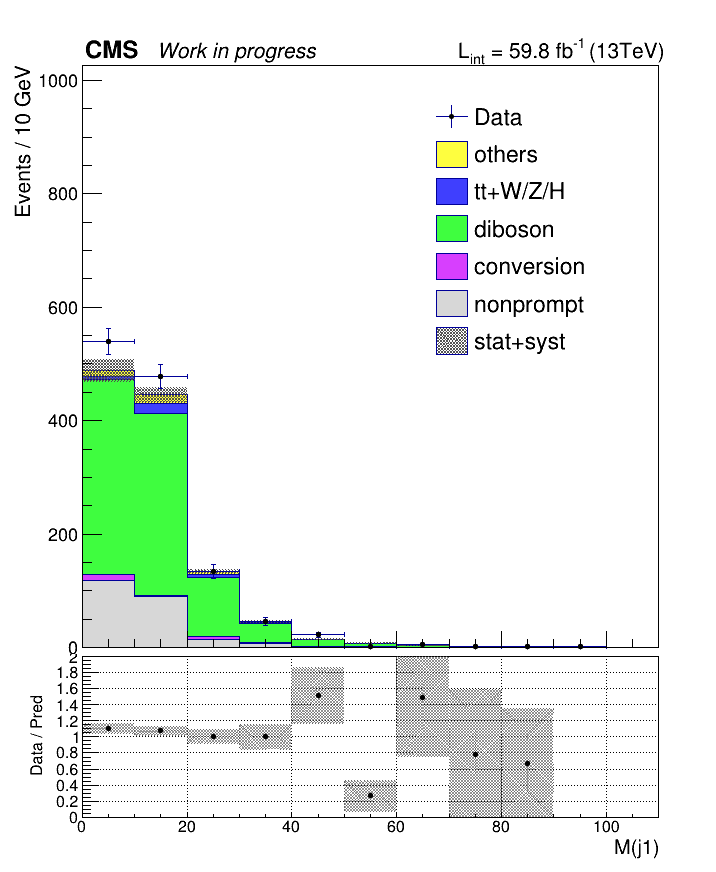 CMS Work in progress L_int = 59.8 fb⁻¹ (13TeV)
Events / 10 GeV
1000
800
600
400
200
0
Data
others
tt+W/Z/H
diboson
conversion
nonprompt
stat+syst
Data / Pred
2
1.8
1.6
1.4
1.2
1
0.8
0.6
0.4
0.2
0
0 20 40 60 80 100
M(j1)